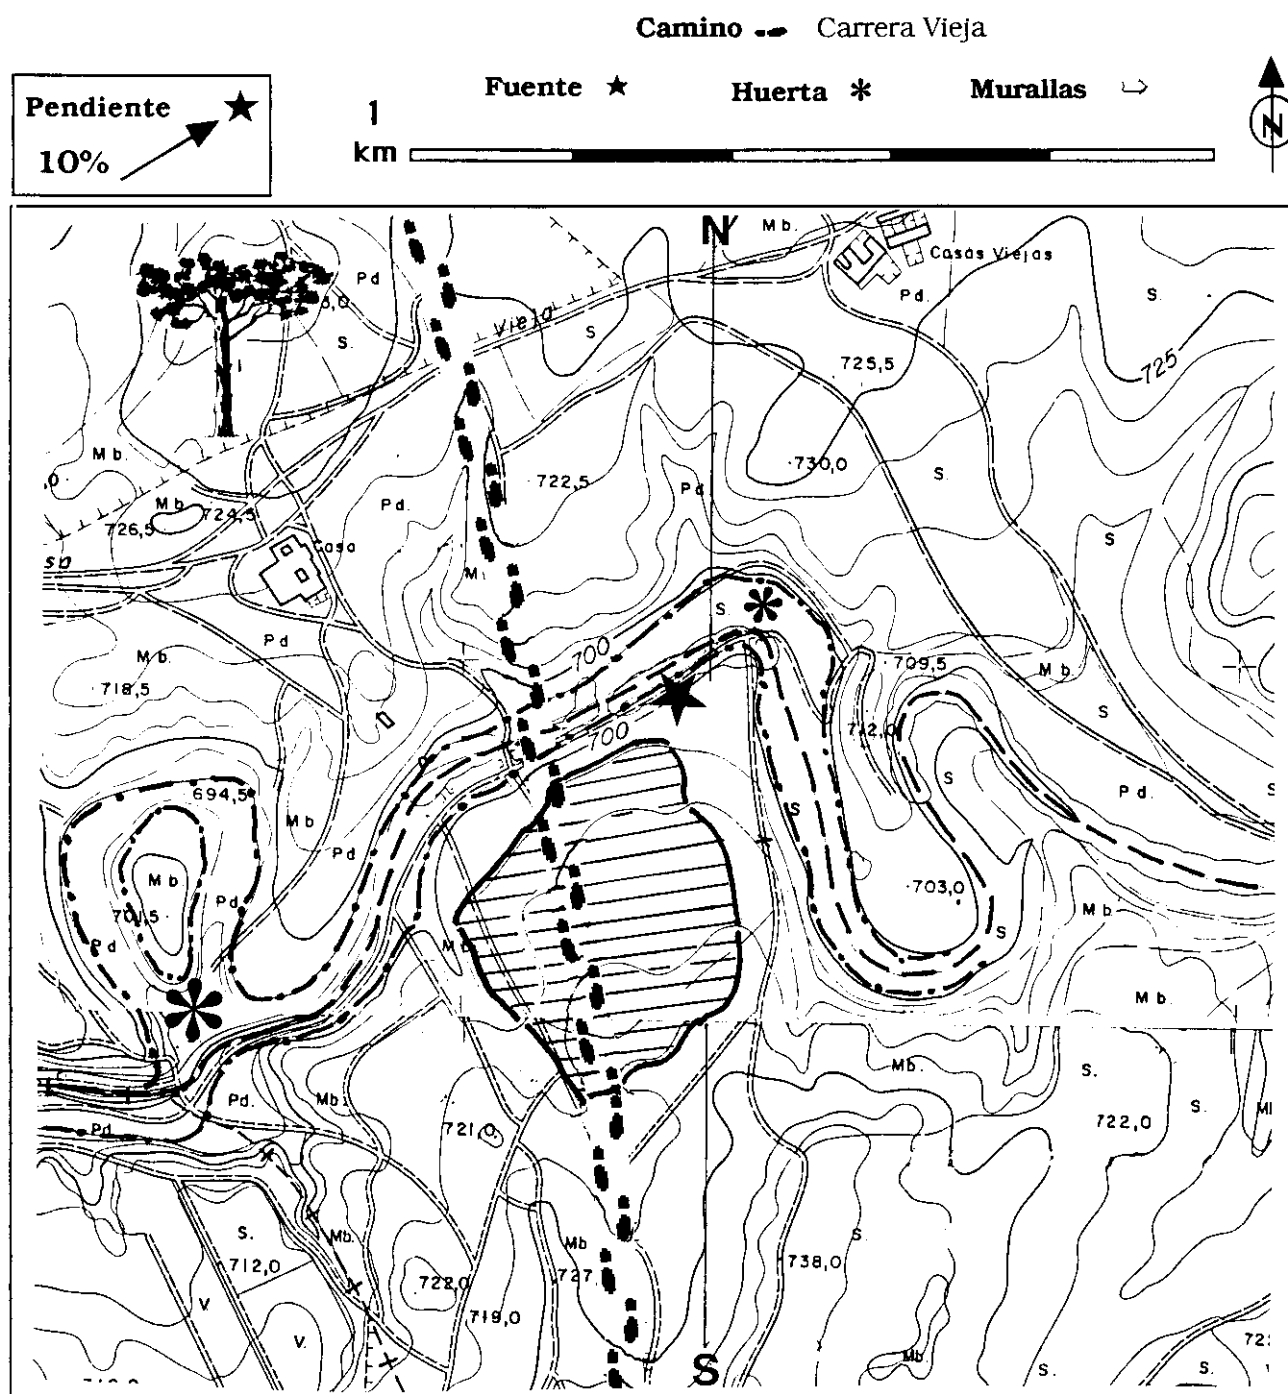 Camino Carrera Vieja
Pendiente
10%
1
km
Fuente ★ Huerta * Murallas
N
N
Mb.
Casas Viejas
Pd.
S.
Pd
S.
Vieja
S
725,5
725
Mb.
730,0
S.
722,5
Pd.
Pd
Mb
726,5
724,5
Casa
S
Pd
Mb.
718,5
S.
700
709,5
Mb.
S
700
712,0
S
Pd.
694,5
Mb
Pd
S
Mb
Pd
701,5
Pd
703,0
S
Mb
Mb.
Mb.
S.
Pd.
Mb.
Pd
721,0
722,0
S.
S.
712,0
Mb.
Mb
727
738,0
S.
722,0
V.
719,0
V.
Mb
S
S.
S.